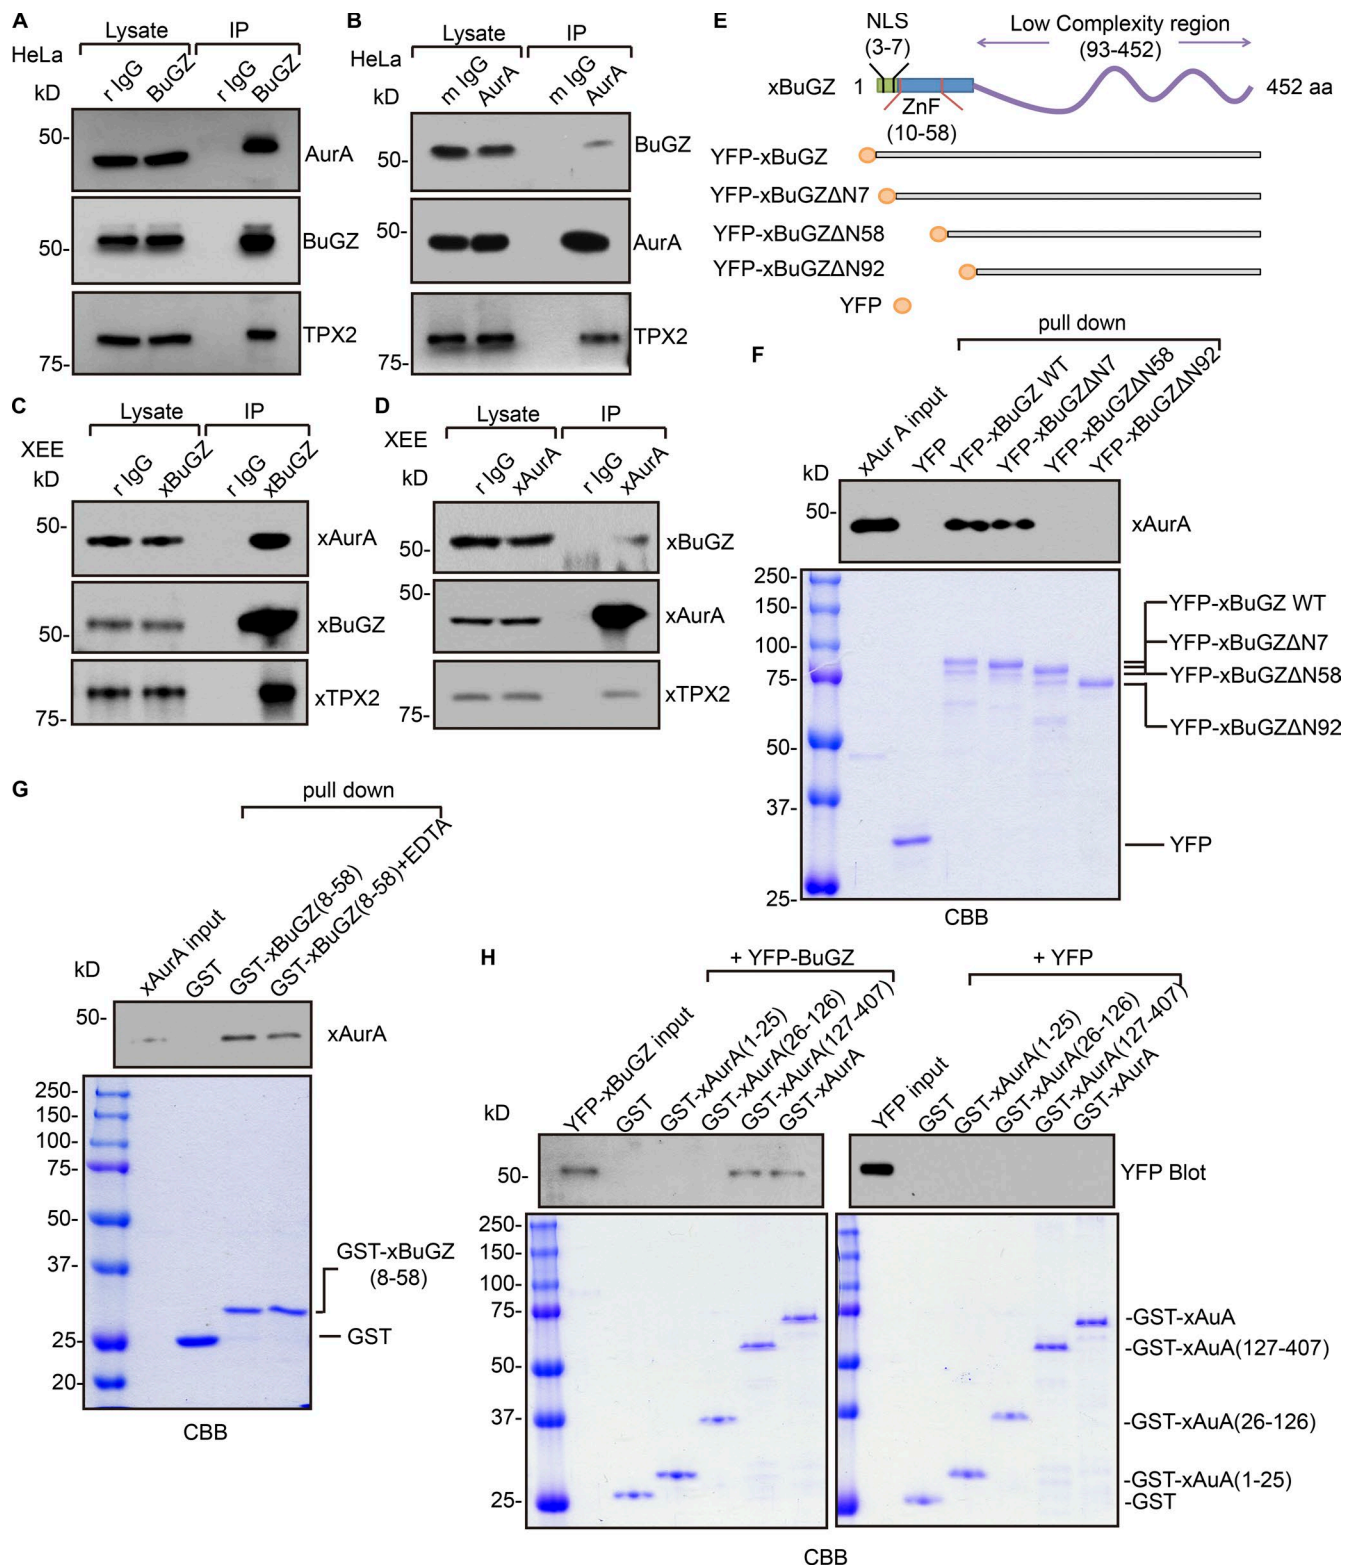 A
HeLa
Lysate
IP
r IgG
BuGZ
r IgG
BuGZ
kD
50-
AurA
50-
BuGZ
75-
TPX2
B
HeLa
Lysate
IP
m IgG
AurA
m IgG
AurA
kD
50-
BuGZ
50-
AurA
75-
TPX2
C
XEE
Lysate
IP
r IgG
xBuGZ
r IgG
xBuGZ
kD
50-
xAurA
50-
xBuGZ
75-
xTPX2
D
XEE
Lysate
IP
r IgG
xAurA
r IgG
xAurA
kD
50-
xBuGZ
50-
xAurA
75-
xTPX2
E
NLS
(3-7)
Low Complexity region
(93-452)
xBuGZ 1
452 aa
ZnF
(10-58)
YFP-xBuGZ
YFP-xBuGZΔN7
YFP-xBuGZΔN58
YFP-xBuGZΔN92
YFP
F
pull down
xAur A input
YFP
YFP-xBuGZ WT
YFP-xBuGZΔN7
YFP-xBuGZΔN58
YFP-xBuGZΔN92
kD
50-
xAurA
250-
150-
100-
75-
50-
37-
25-
YFP-xBuGZ WT
YFP-xBuGZΔN7
YFP-xBuGZΔN58
YFP-xBuGZΔN92
YFP
CBB
G
pull down
xAurA input
GST
GST-xBuGZ(8-58)
GST-xBuGZ(8-58)+EDTA
kD
50-
xAurA
250-
150-
100-
75-
50-
37-
25-
20-
GST-xBuGZ
(8-58)
GST
CBB
H
+ YFP-BuGZ
YFP-xBuGZ input
GST
GST-xAurA(1-25)
GST-xAurA(26-126)
GST-xAurA(127-407)
GST-xAurA
+ YFP
YFP input
GST
GST-xAurA(1-25)
GST-xAurA(26-126)
GST-xAurA(127-407)
GST-xAurA
kD
50-
YFP Blot
250-
150-
100-
75-
50-
37-
25-
-GST-xAuA
-GST-xAuA(127-407)
-GST-xAuA(26-126)
-GST-xAuA(1-25)
-GST
CBB